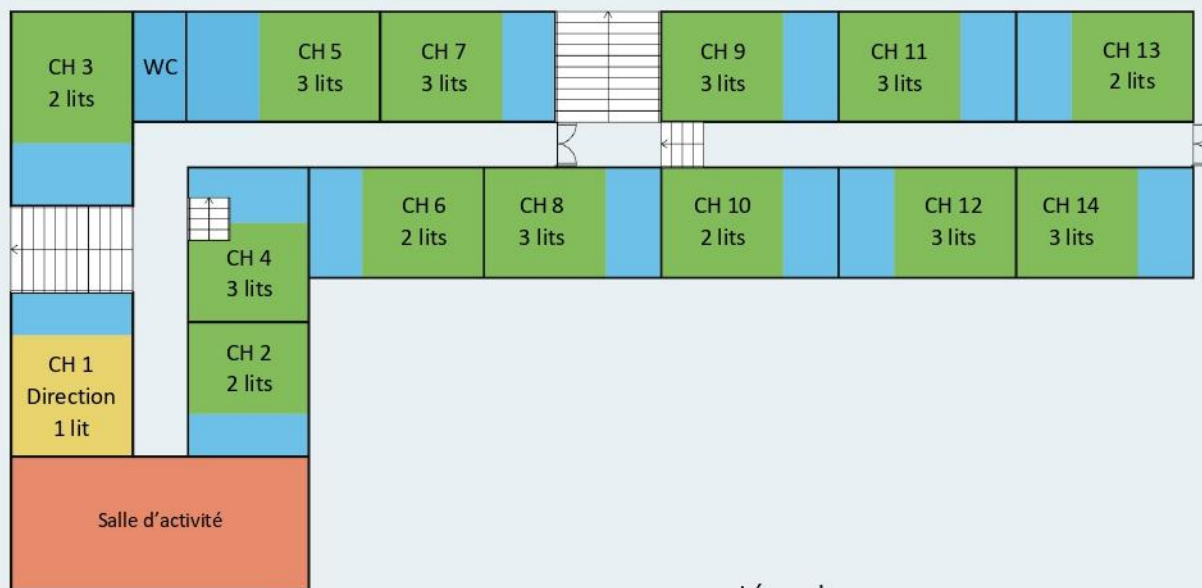 CH 3
2 lits
WC
CH 5
3 lits
CH 7
3 lits
CH 9
3 lits
CH 11
3 lits
CH 13
2 lits
CH 6
2 lits
CH 8
3 lits
CH 10
2 lits
CH 12
3 lits
CH 14
3 lits
CH 4
3 lits
CH 2
2 lits
CH 1
Direction
1 lit
Salle d'activité